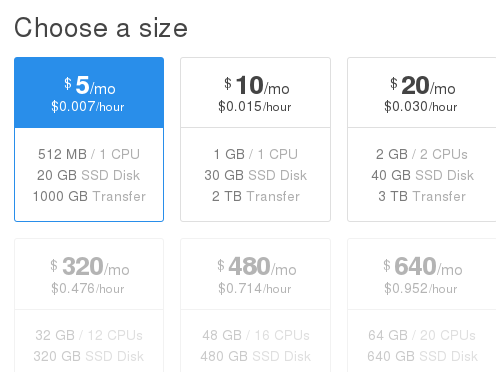 Choose a size
$ 5/mo
$0.007/hour
512 MB / 1 CPU
20 GB SSD Disk
1000 GB Transfer
$ 10/mo
$0.015/hour
1 GB / 1 CPU
30 GB SSD Disk
2 TB Transfer
$ 20/mo
$0.030/hour
2 GB / 2 CPUs
40 GB SSD Disk
3 TB Transfer
$ 320/mo
$0.476/hour
32 GB / 12 CPUs
320 GB SSD Disk
$ 480/mo
$0.714/hour
48 GB / 16 CPUs
480 GB SSD Disk
$ 640/mo
$0.952/hour
64 GB / 20 CPUs
640 GB SSD Disk